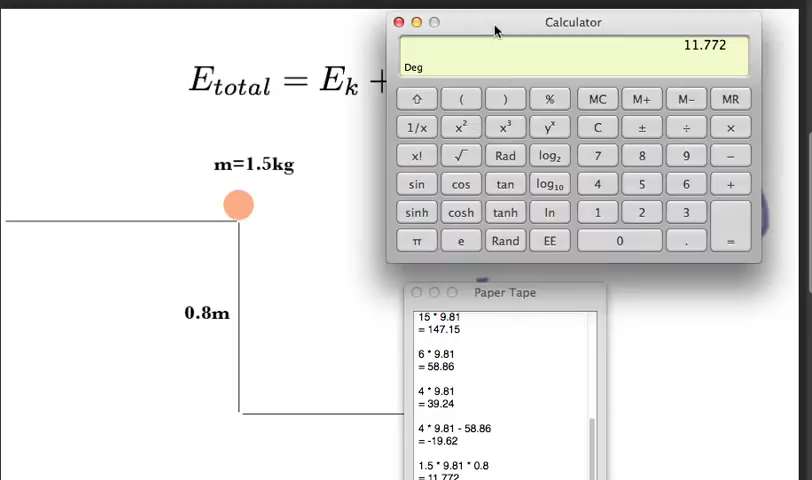 Calculator
11.772
Deg
E_total = E_k +
⇧ ( ) % MC M+ M- MR
1/x x² x³ yˣ C ± ÷ ×
x! √ Rad log₂ 7 8 9 −
sin cos tan log₁₀ 4 5 6 +
sinh cosh tanh ln 1 2 3
π e Rand EE 0 . =
m=1.5kg
0.8m
Paper Tape
15 * 9.81
= 147.15
6 * 9.81
= 58.86
4 * 9.81
= 39.24
4 * 9.81 - 58.86
= -19.62
1.5 * 9.81 * 0.8
= 11.772